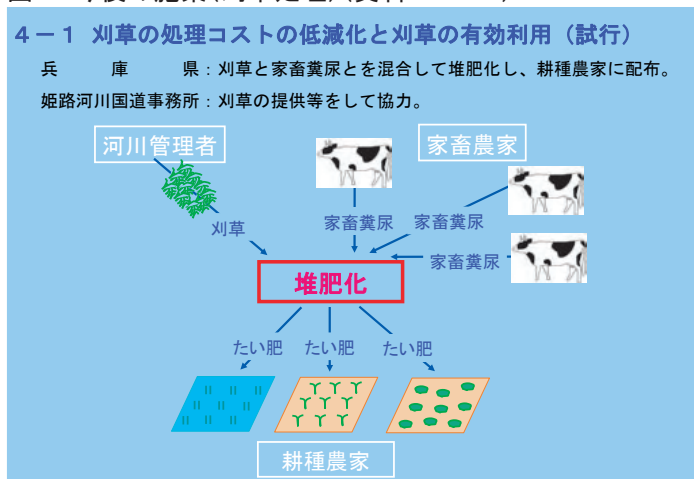 4－1 刈草の処理コストの低減化と刈草の有効利用（試行）
兵庫県：刈草と家畜糞尿とを混合して堆肥化し、耕種農家に配布。
姫路河川国道事務所：刈草の提供等をして協力。
河川管理者
家畜農家
刈草
家畜糞尿
家畜糞尿
家畜糞尿
堆肥化
たい肥
たい肥
たい肥
耕種農家